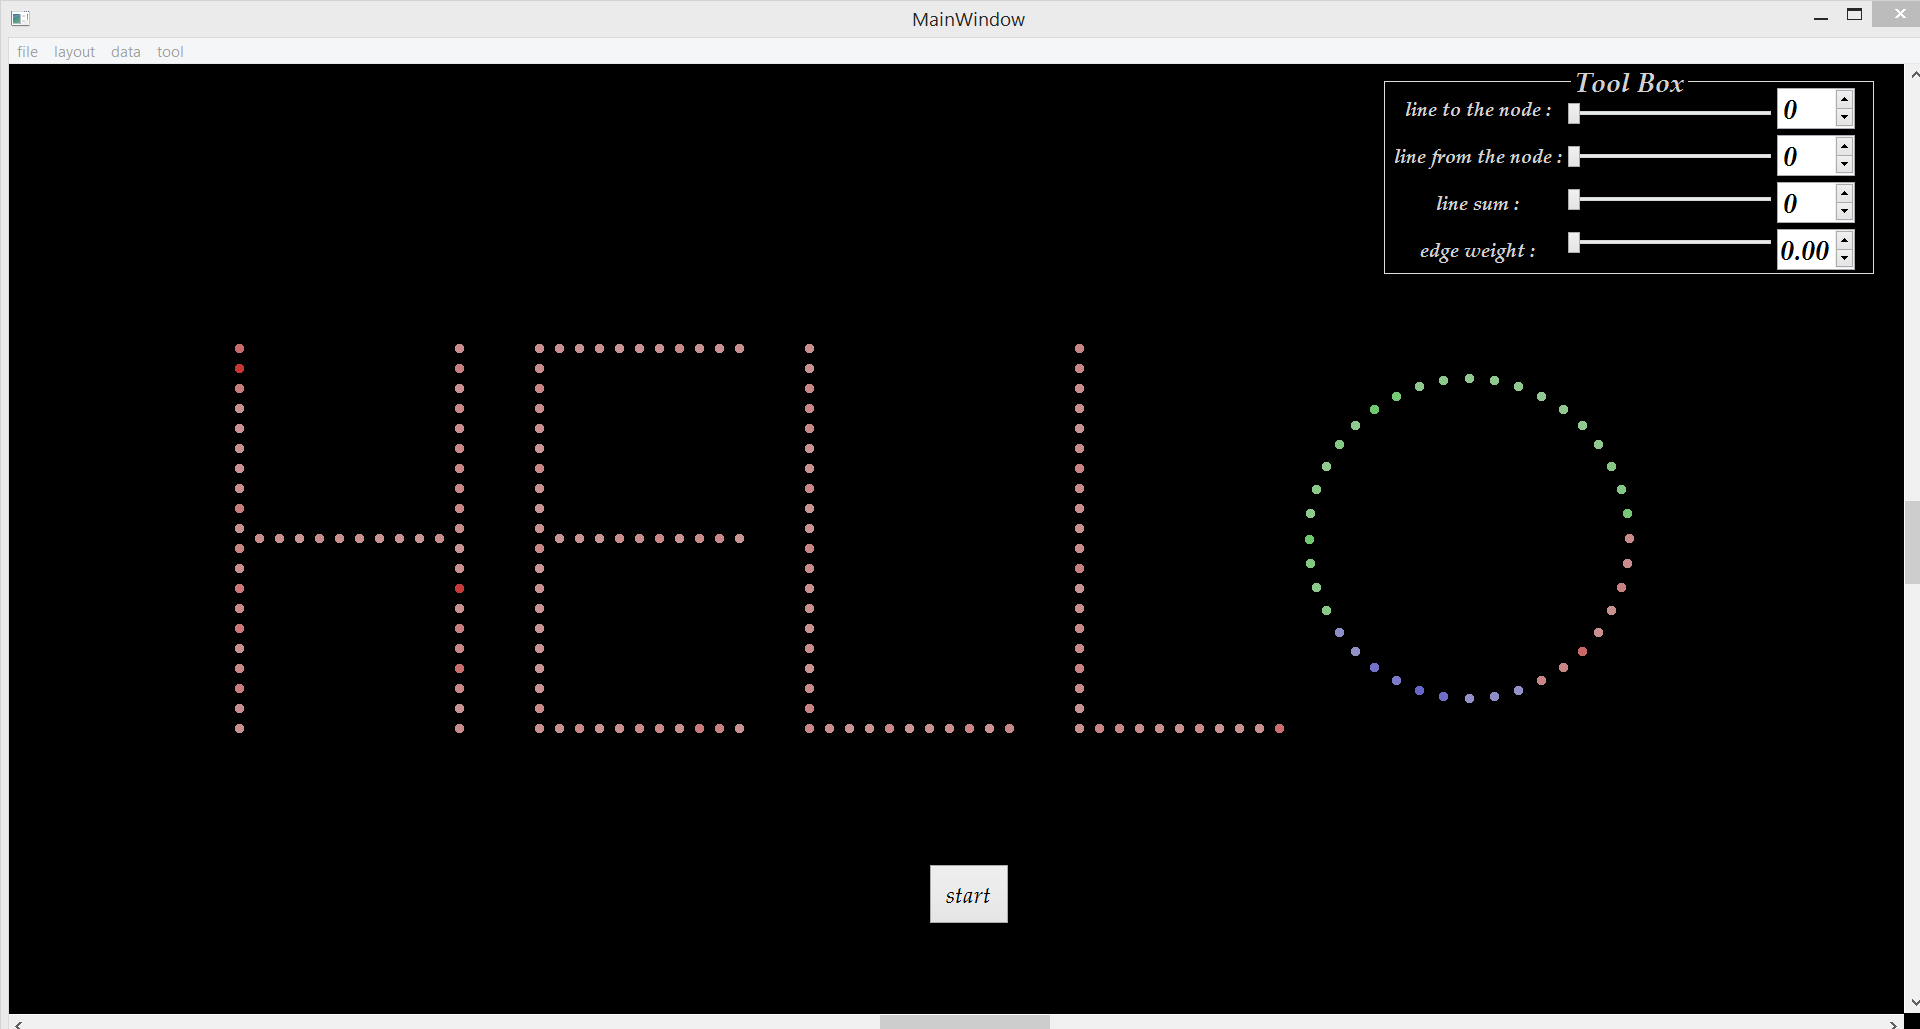 MainWindow
file layout data tool
Tool Box
line to the node : 0
line from the node : 0
line sum : 0
edge weight : 0.00
HELLO
start